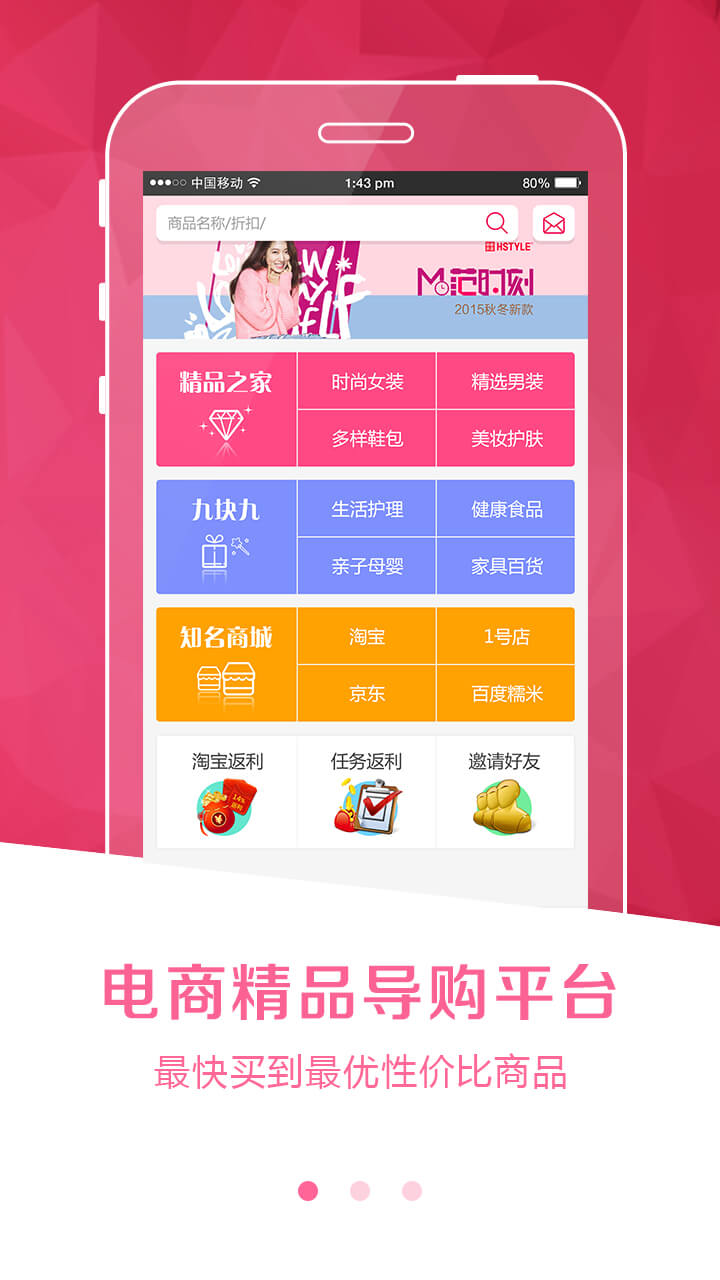 中国移动
1:43 pm
80%
商品名称/折扣/
HSTYLE
M范时刻
2015秋冬新款
精品之家
时尚女装
精选男装
多样鞋包
美妆护肤
九块九
生活护理
健康食品
亲子母婴
家具百货
知名商城
淘宝
1号店
京东
百度糯米
淘宝返利
任务返利
邀请好友
14%
返利
电商精品导购平台
最快买到最优性价比商品